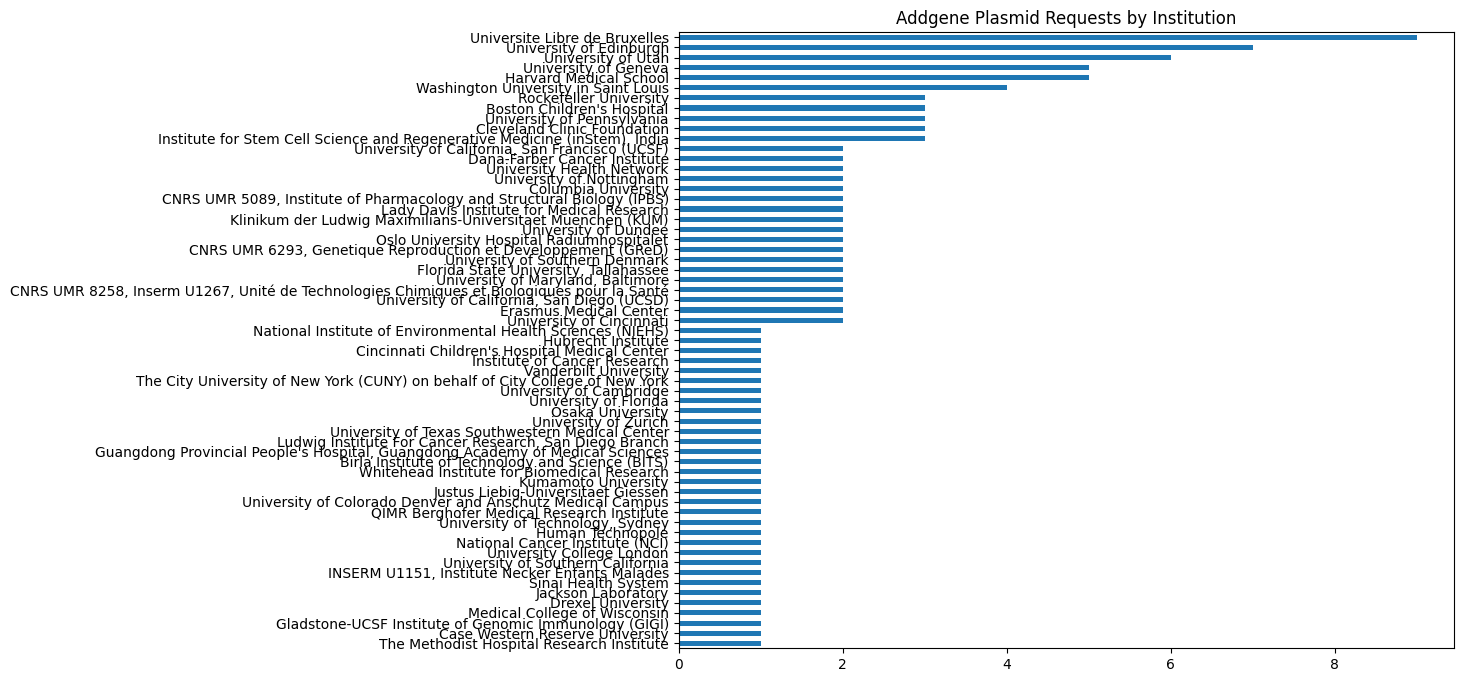 Addgene Plasmid Requests by Institution
Universite Libre de Bruxelles
University of Edinburgh
University of Utah
University of Geneva
Harvard Medical School
Washington University in Saint Louis
Rockefeller University
Boston Children's Hospital
University of Pennsylvania
Cleveland Clinic Foundation
Institute for Stem Cell Science and Regenerative Medicine (inStem), India
University of California, San Francisco (UCSF)
Dana-Farber Cancer Institute
University Health Network
University of Nottingham
Columbia University
CNRS UMR 5089, Institute of Pharmacology and Structural Biology (IPBS)
Lady Davis Institute for Medical Research
Klinikum der Ludwig Maximilians-Universitaet Muenchen (KUM)
University of Dundee
Oslo University Hospital Radiumhospitalet
CNRS UMR 6293, Genetique Reproduction et Developpement (GReD)
University of Southern Denmark
Florida State University, Tallahassee
University of Maryland, Baltimore
CNRS UMR 8258, Inserm U1267, Unité de Technologies Chimiques et Biologiques pour la Santé
University of California, San Diego (UCSD)
Erasmus Medical Center
University of Cincinnati
National Institute of Environmental Health Sciences (NIEHS)
Hubrecht Institute
Cincinnati Children's Hospital Medical Center
Institute of Cancer Research
Vanderbilt University
The City University of New York (CUNY) on behalf of City College of New York
University of Cambridge
University of Florida
Osaka University
University of Zurich
University of Texas Southwestern Medical Center
Ludwig Institute For Cancer Research, San Diego Branch
Guangdong Provincial People's Hospital, Guangdong Academy of Medical Sciences
Birla Institute of Technology and Science (BITS)
Whitehead Institute for Biomedical Research
Kumamoto University
Justus Liebig-Universitaet Giessen
University of Colorado Denver and Anschutz Medical Campus
QIMR Berghofer Medical Research Institute
University of Technology, Sydney
Human Technopole
National Cancer Institute (NCI)
University College London
University of Southern California
INSERM U1151, Institute Necker Enfants Malades
Sinai Health System
Jackson Laboratory
Drexel University
Medical College of Wisconsin
Gladstone-UCSF Institute of Genomic Immunology (GIGI)
Case Western Reserve University
The Methodist Hospital Research Institute
0 2 4 6 8